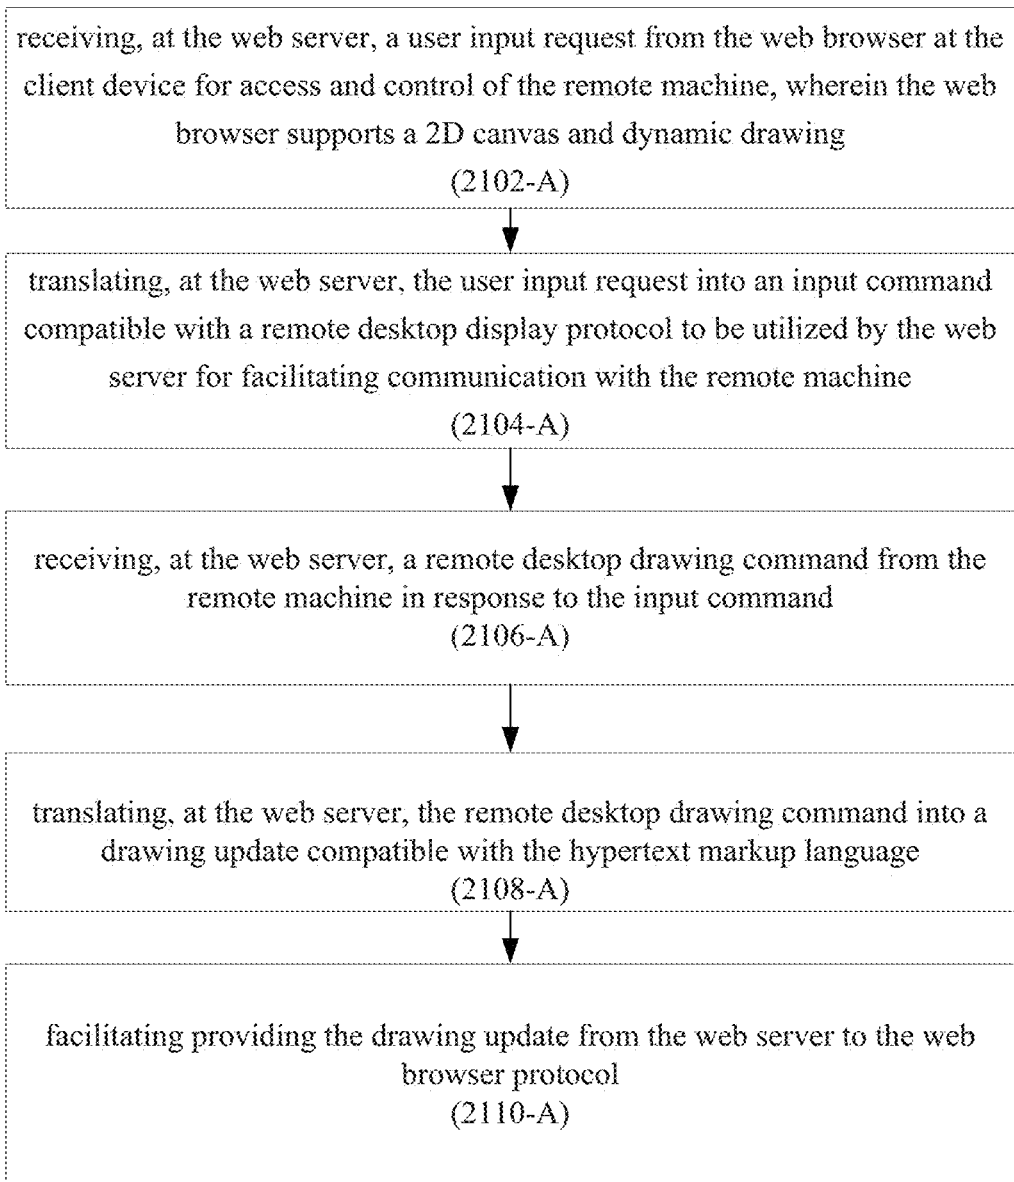 receiving, at the web server, a user input request from the web browser at the
client device for access and control of the remote machine, wherein the web
browser supports a 2D canvas and dynamic drawing
(2102-A)
translating, at the web server, the user input request into an input command
compatible with a remote desktop display protocol to be utilized by the web
server for facilitating communication with the remote machine
(2104-A)
receiving, at the web server, a remote desktop drawing command from the
remote machine in response to the input command
(2106-A)
translating, at the web server, the remote desktop drawing command into a
drawing update compatible with the hypertext markup language
(2108-A)
facilitating providing the drawing update from the web server to the web
browser protocol
(2110-A)